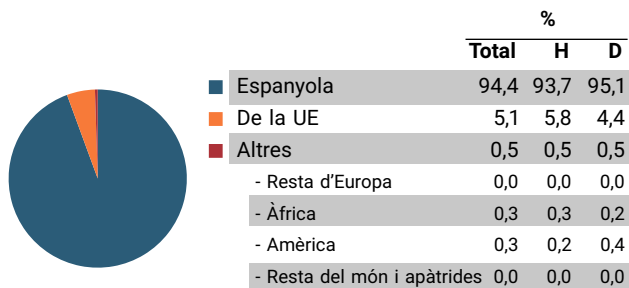 %
Total H D
Espanyola 94,4 93,7 95,1
De la UE 5,1 5,8 4,4
Altres 0,5 0,5 0,5
- Resta d'Europa 0,0 0,0 0,0
- Àfrica 0,3 0,3 0,2
- Amèrica 0,3 0,2 0,4
- Resta del món i apàtrides 0,0 0,0 0,0